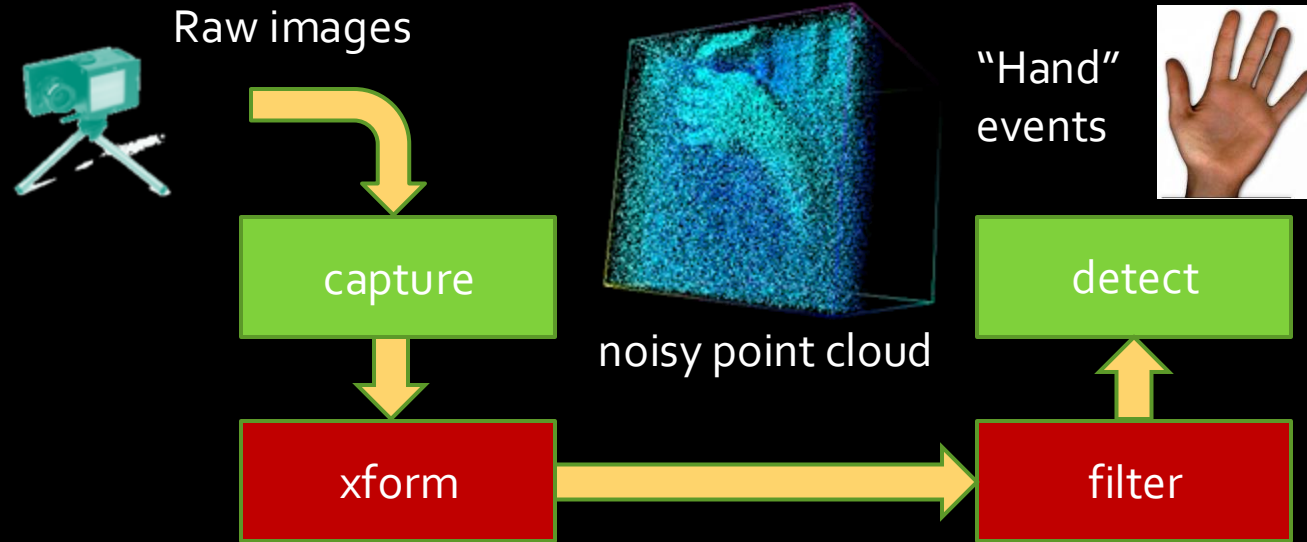 Raw images
“Hand”
events
capture
detect
noisy point cloud
xform
filter